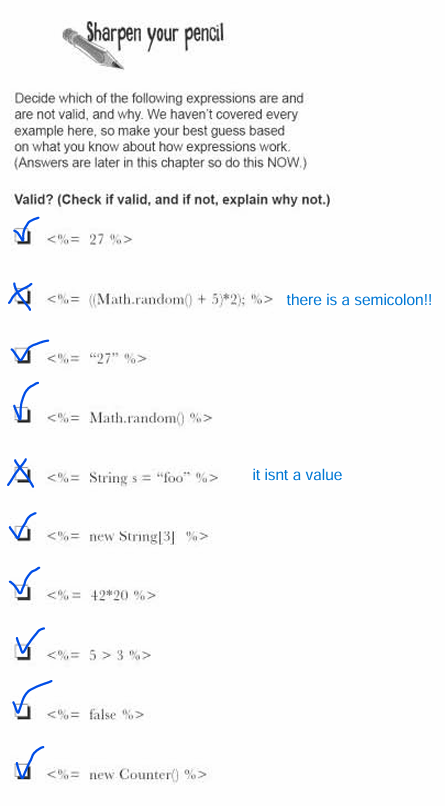 Sharpen your pencil
Decide which of the following expressions are and
are not valid, and why. We haven't covered every
example here, so make your best guess based
on what you know about how expressions work.
(Answers are later in this chapter so do this NOW.)
Valid? (Check if valid, and if not, explain why not.)
<%= 27 %>
<%= ((Math.random() + 5)*2); %> there is a semicolon!!
<%= “27” %>
<%= Math.random() %>
<%= String s = “foo” %> it isnt a value
<%= new String[3] %>
<%= 42*20 %>
<%= 5 > 3 %>
<%= false %>
<%= new Counter() %>